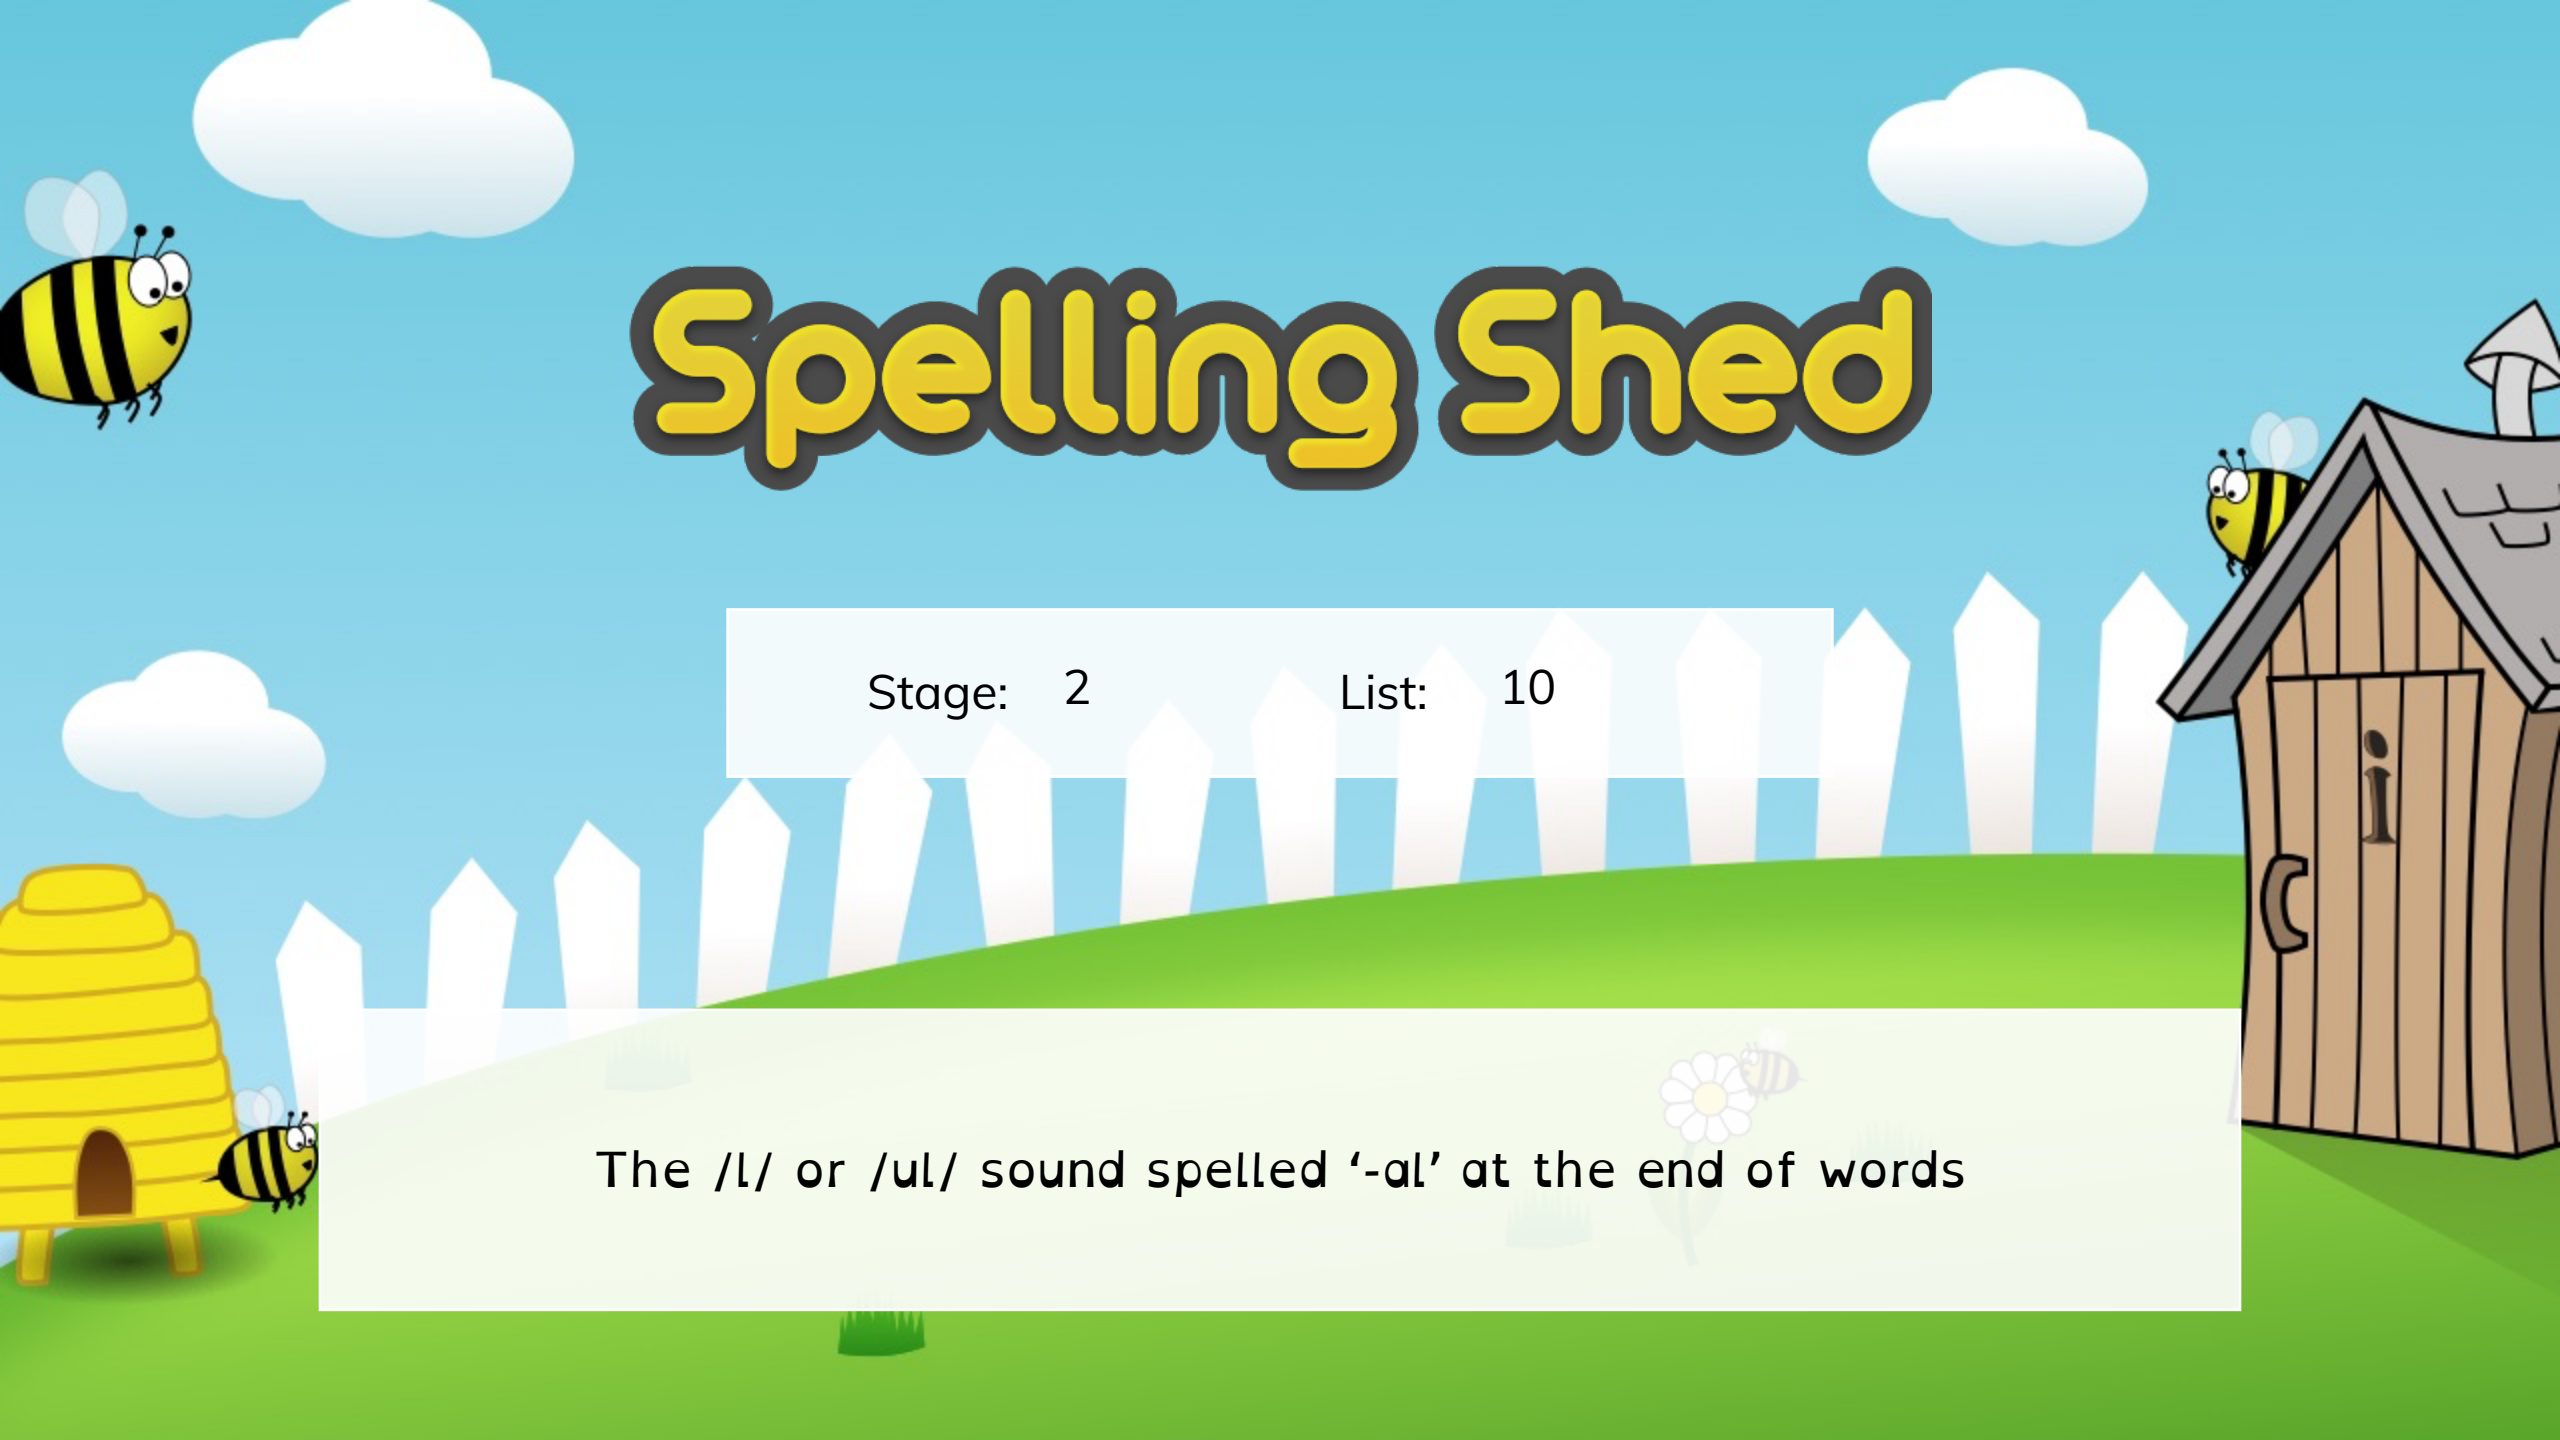 Spelling Shed
Stage: 2 List: 10
i
The /l/ or /ul/ sound spelled ‘-al’ at the end of words